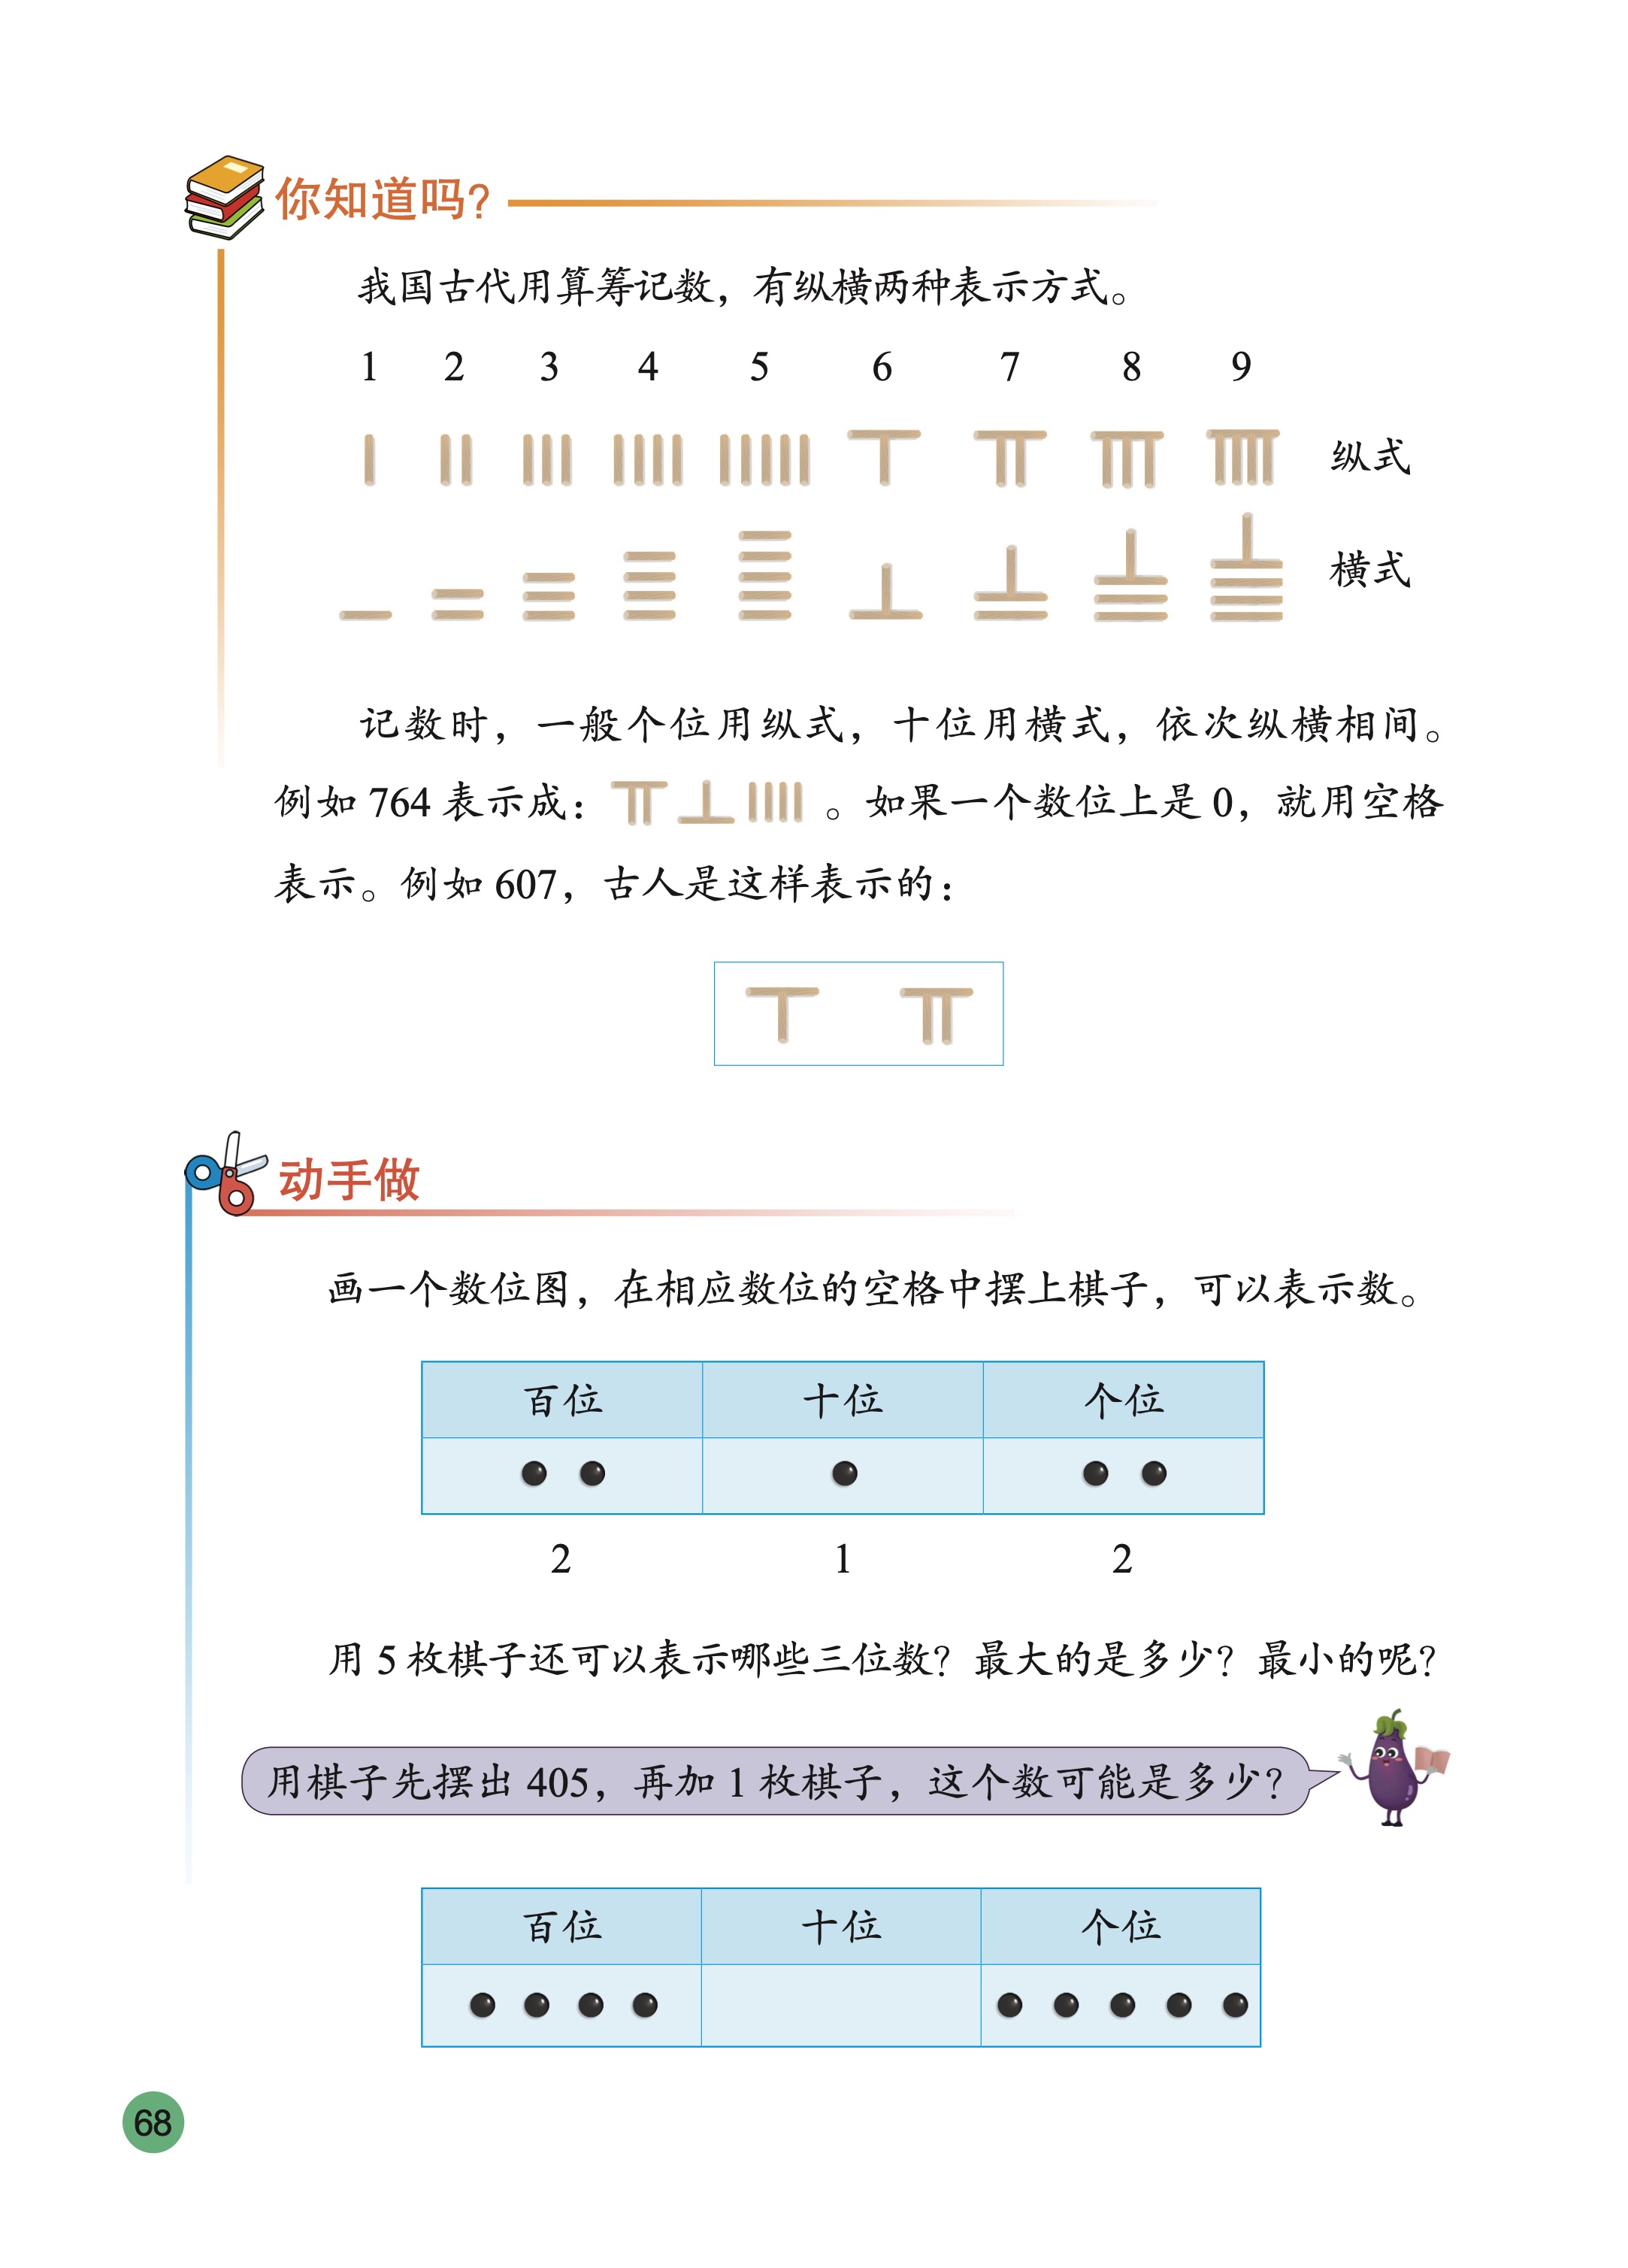 你知道吗?
我国古代用算筹记数，有纵横两种表示方式。
1 2 3 4 5 6 7 8 9
纵式
横式
记数时，一般个位用纵式，十位用横式，依次纵横相间。
例如 764 表示成： 。如果一个数位上是 0，就用空格
表示。例如 607，古人是这样表示的：
动手做
画一个数位图，在相应数位的空格中摆上棋子，可以表示数。
百位 十位 个位
2 1 2
用 5 枚棋子还可以表示哪些三位数？最大的是多少？最小的呢？
用棋子先摆出 405，再加 1 枚棋子，这个数可能是多少？
百位 十位 个位
68